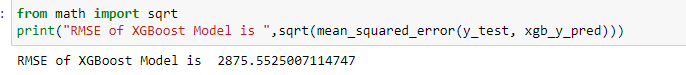 : from math import sqrt
print("RMSE of XGBoost Model is ",sqrt(mean_squared_error(y_test, xgb_y_pred)))
RMSE of XGBoost Model is  2875.5525007114747